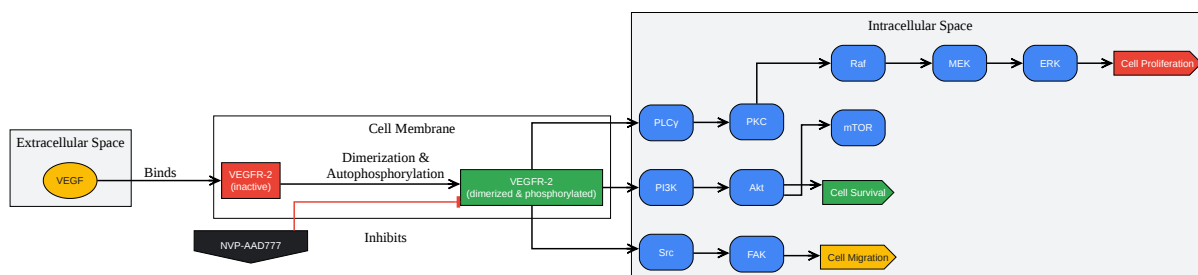 Intracellular Space
Raf
MEK
ERK
Cell Proliferation
PLCγ
PKC
mTOR
Cell Membrane
Extracellular Space
VEGF
Binds
VEGFR-2
(inactive)
Dimerization &
Autophosphorylation
VEGFR-2
(dimerized & phosphorylated)
PI3K
Akt
Cell Survival
NVP-AAD777
Inhibits
Src
FAK
Cell Migration